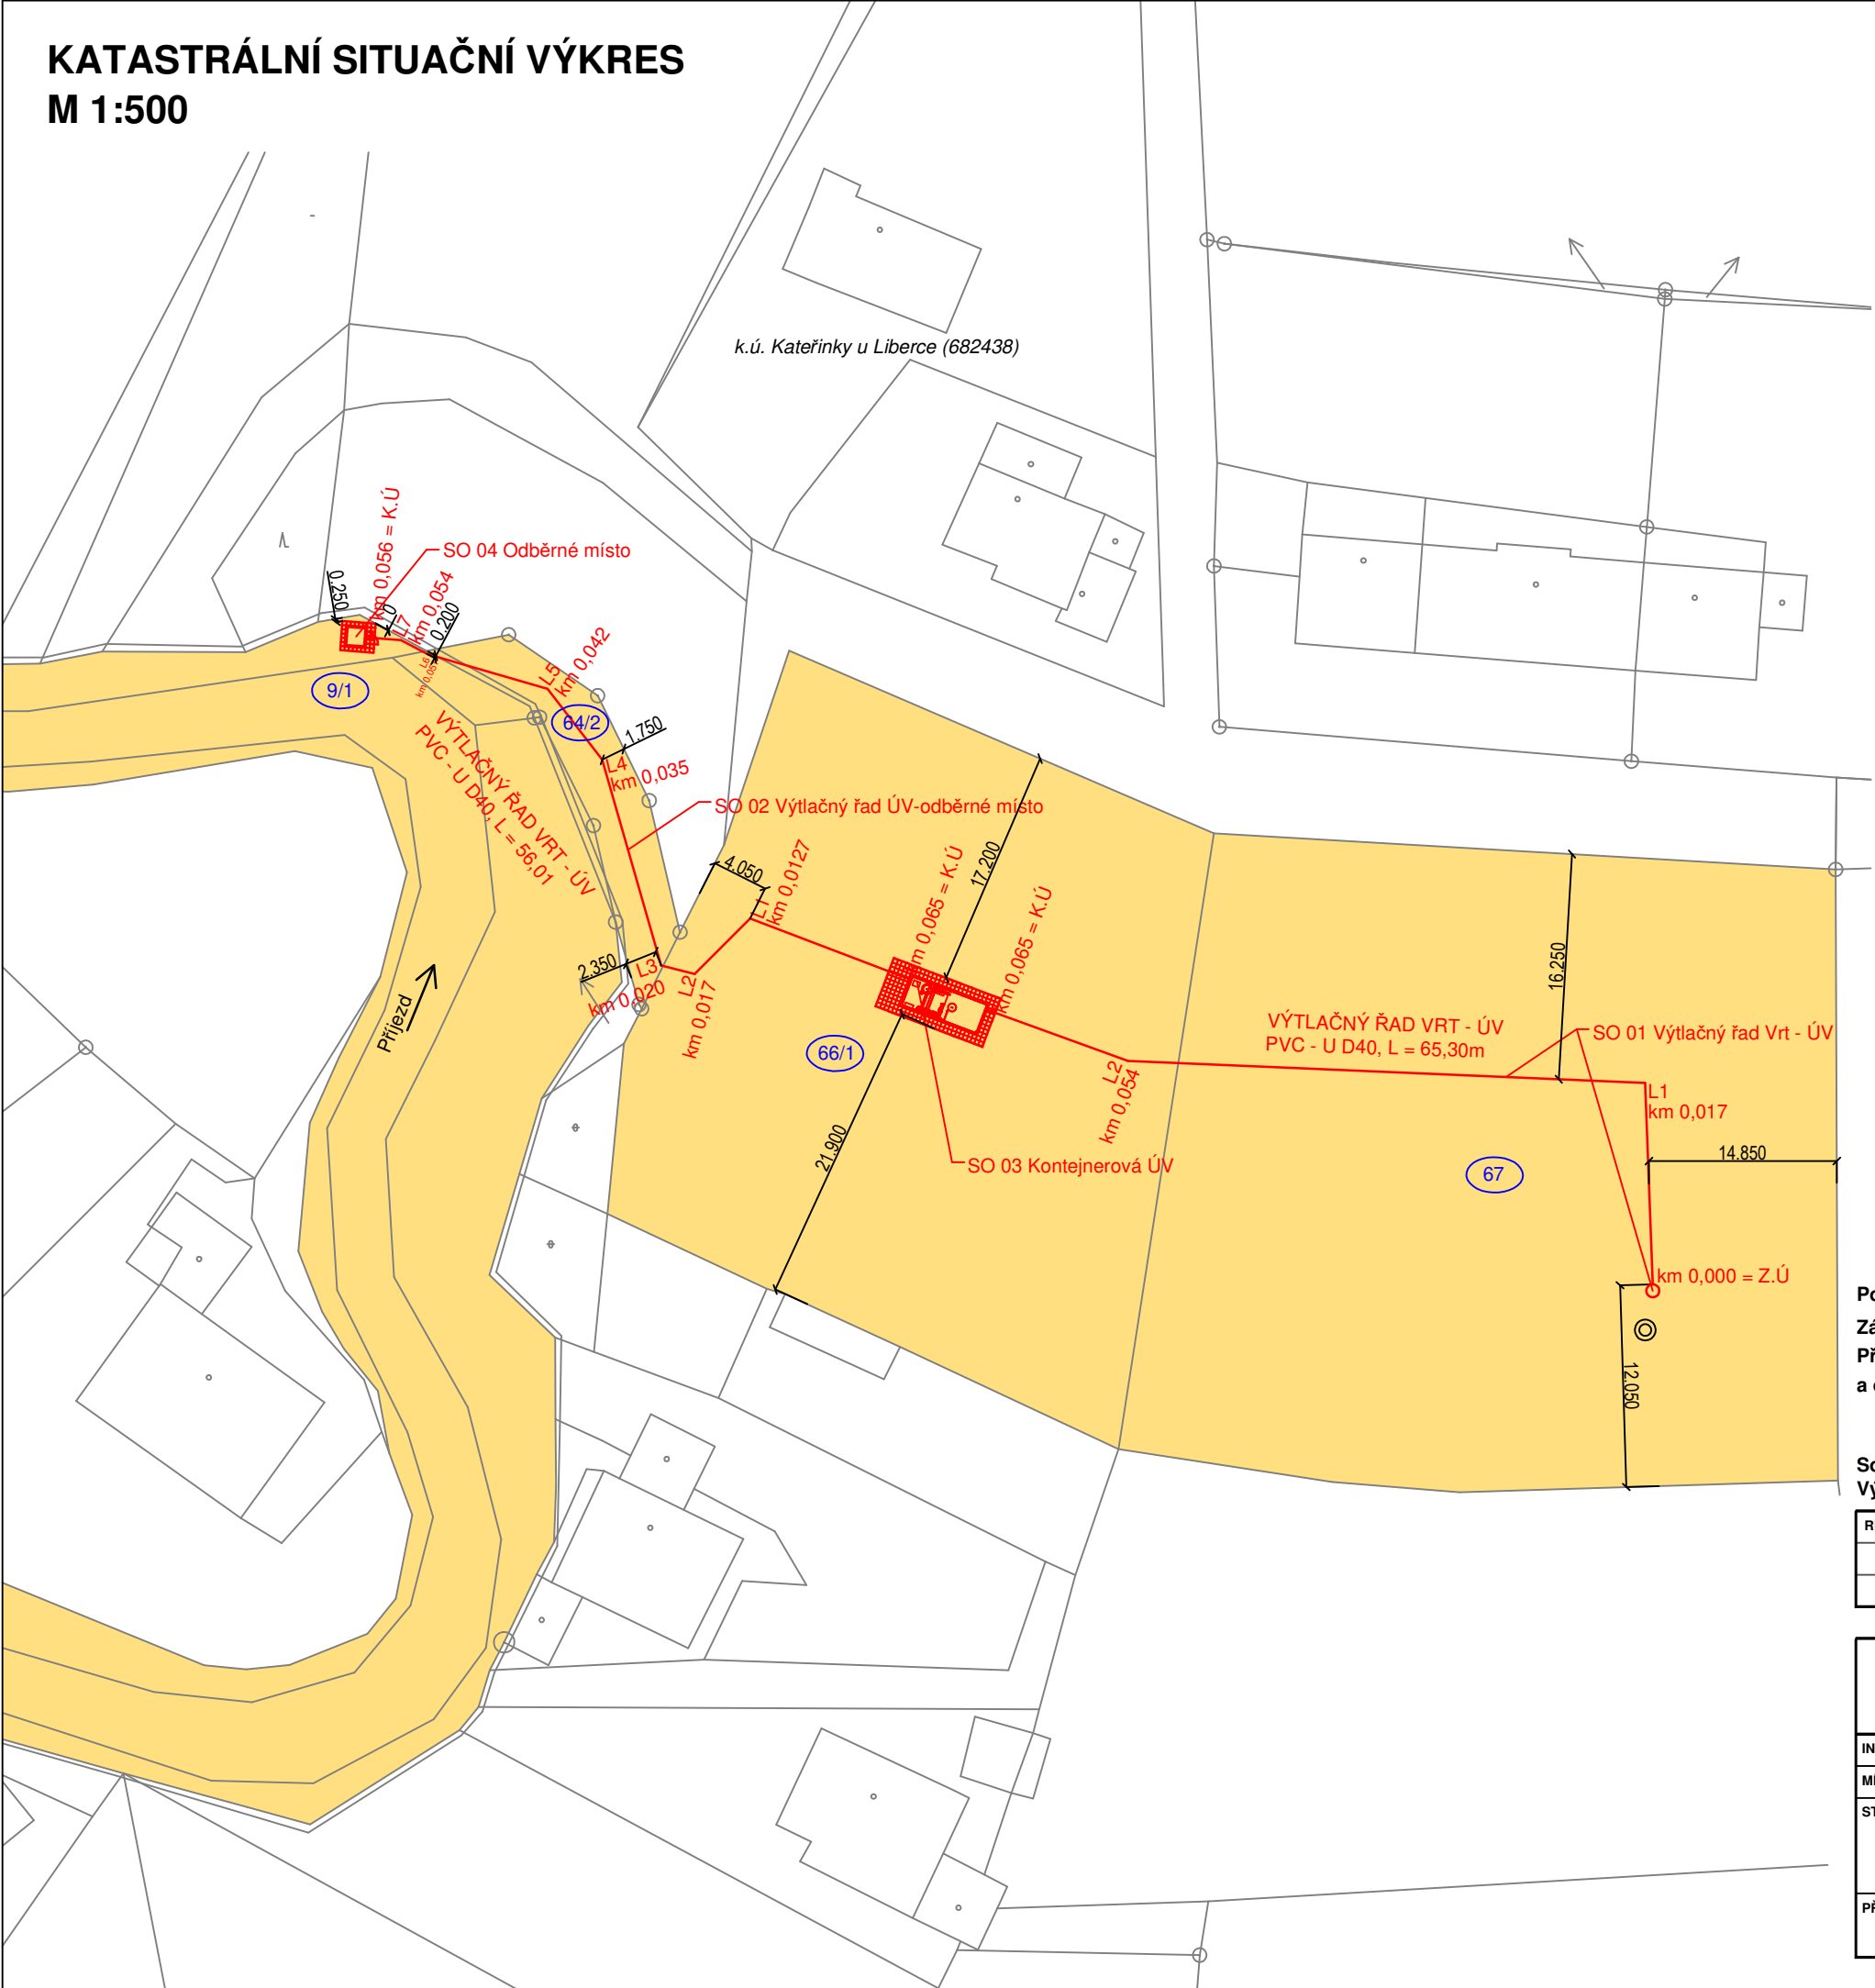 KATASTRÁLNÍ SITUAČNÍ VÝKRES
M 1:500
k.ú. Kateřinky u Liberce (682438)
km 0,056 = K.Ú
SO 04 Odběrné místo
0.250
L7
km 0,054
0.200
L6
L5
km 0,042
9/1
64/2
1.750
VÝTLAČNÝ ŘAD VRT - ÚV
PVC - U D40, L = 56,01
L4
km 0,035
SO 02 Výtlačný řad ÚV-odběrné místo
4.050
L1
km 0,0127
17.200
km 0,065 = K.Ú
km 0,065 = K.Ú
16.250
2.350
L3
km 0,020
L2
km 0,017
Příjezd
66/1
VÝTLAČNÝ ŘAD VRT - ÚV
PVC - U D40, L = 65,30m
SO 01 Výtlačný řad Vrt - ÚV
L2
km 0,054
L1
km 0,017
21.900
SO 03 Kontejnerová ÚV
67
14.850
km 0,000 = Z.Ú
12.050
a